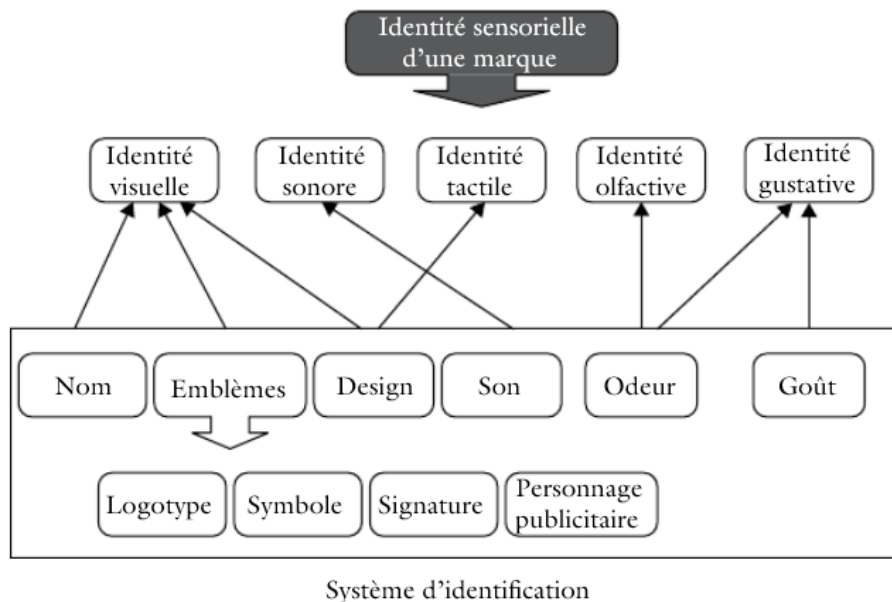 Identité sensorielle
d'une marque
Identité
visuelle
Identité
sonore
Identité
tactile
Identité
olfactive
Identité
gustative
Nom
Emblèmes
Design
Son
Odeur
Goût
Logotype
Symbole
Signature
Personnage
publicitaire
Système d'identification